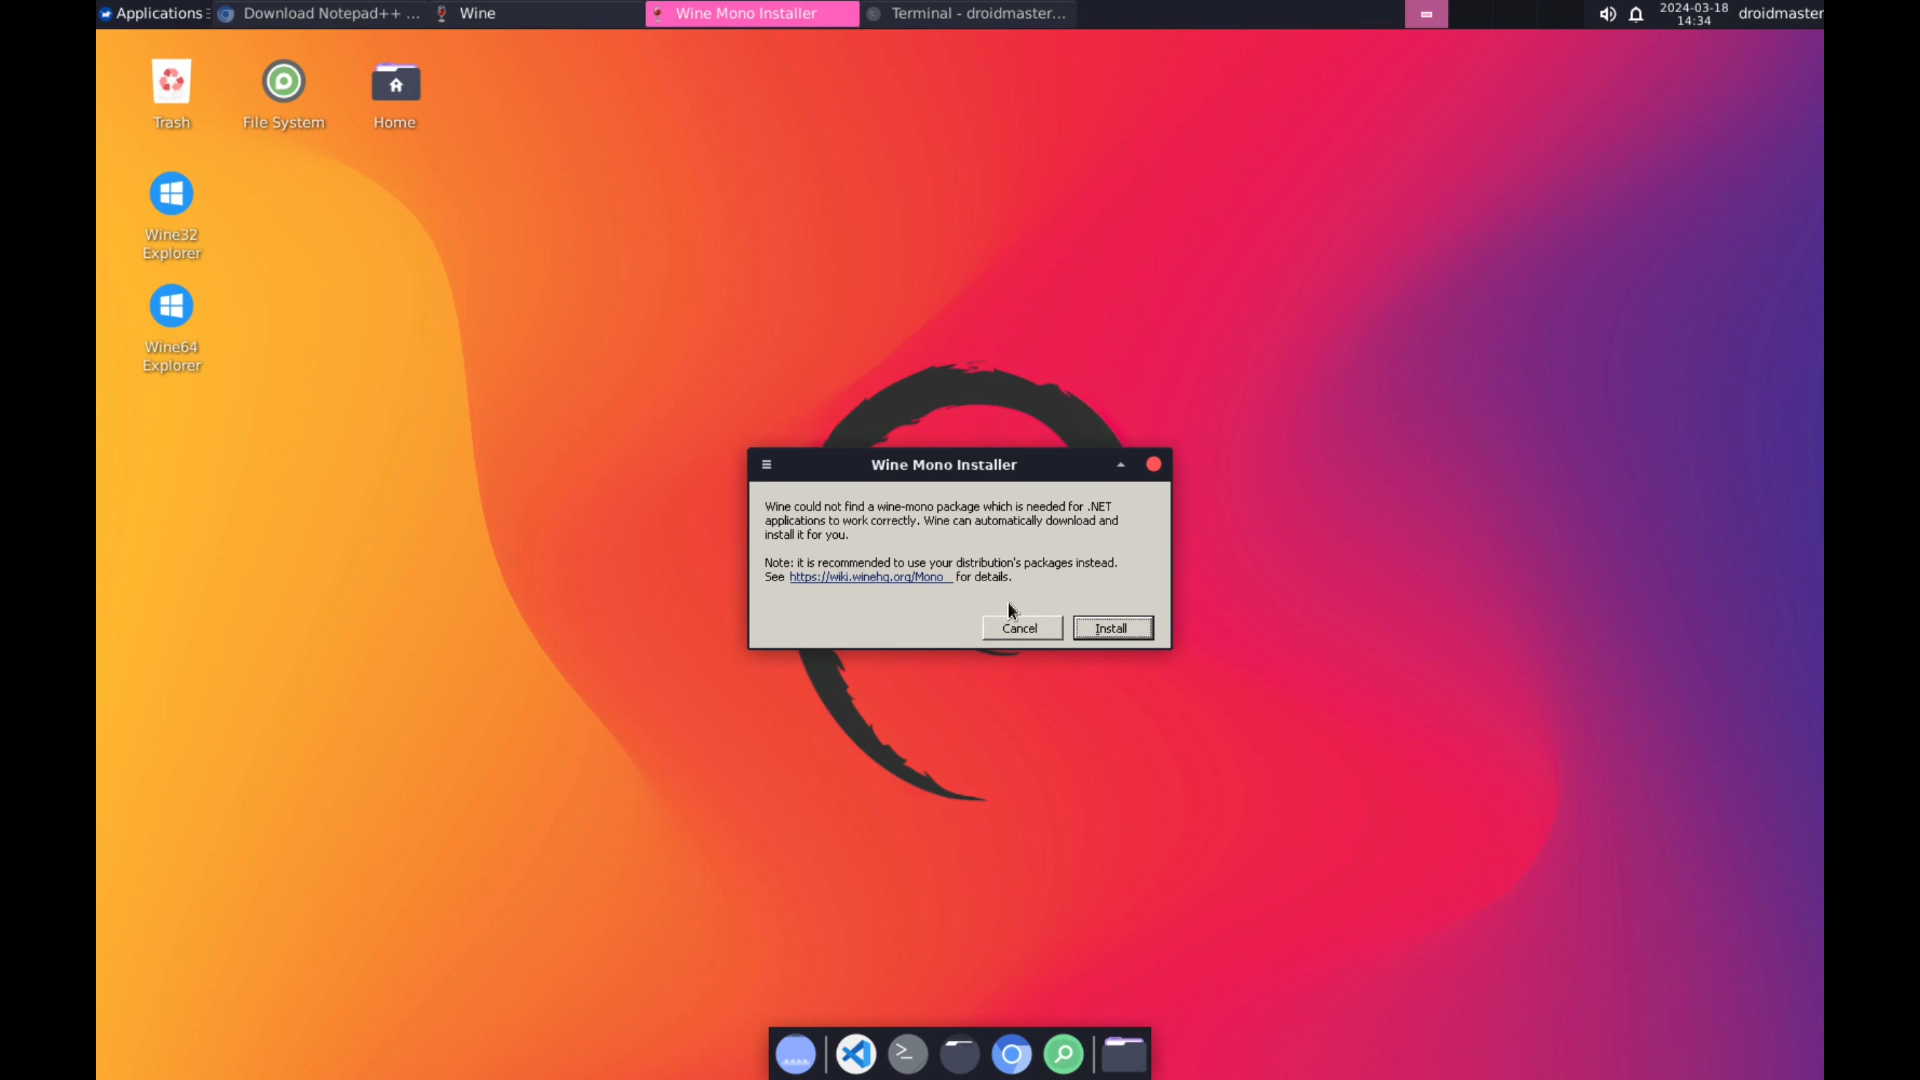 Applications
Download Notepad++ ...
Wine
Wine Mono Installer
Terminal - droidmaster...
2024-03-18
14:34
droidmaster
Trash
File System
Home
Wine32
Explorer
Wine64
Explorer
Wine Mono Installer
Wine could not find a wine-mono package which is needed for .NET
applications to work correctly. Wine can automatically download and
install it for you.
Note: it is recommended to use your distribution's packages instead.
See https://wiki.winehq.org/Mono for details.
Cancel
Install